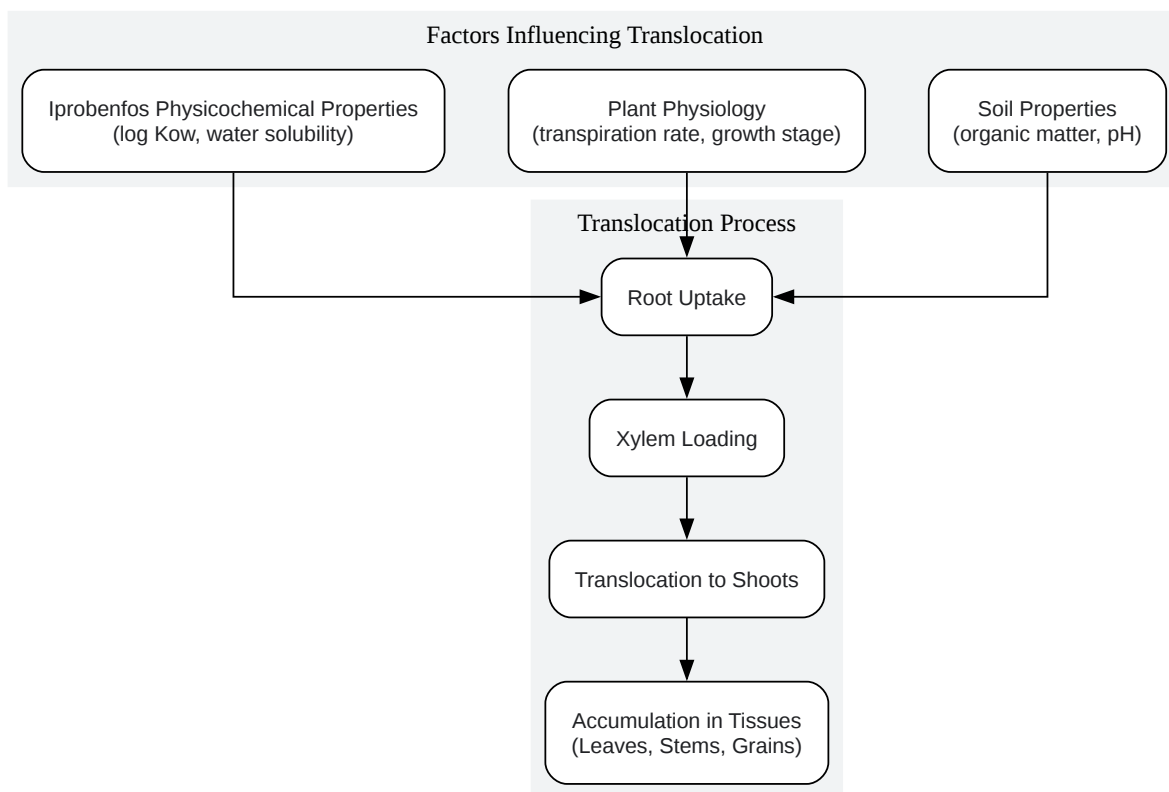 Factors Influencing Translocation
Iprobenfos Physicochemical Properties
(log Kow, water solubility)
Plant Physiology
(transpiration rate, growth stage)
Soil Properties
(organic matter, pH)
Translocation Process
Root Uptake
Xylem Loading
Translocation to Shoots
Accumulation in Tissues
(Leaves, Stems, Grains)